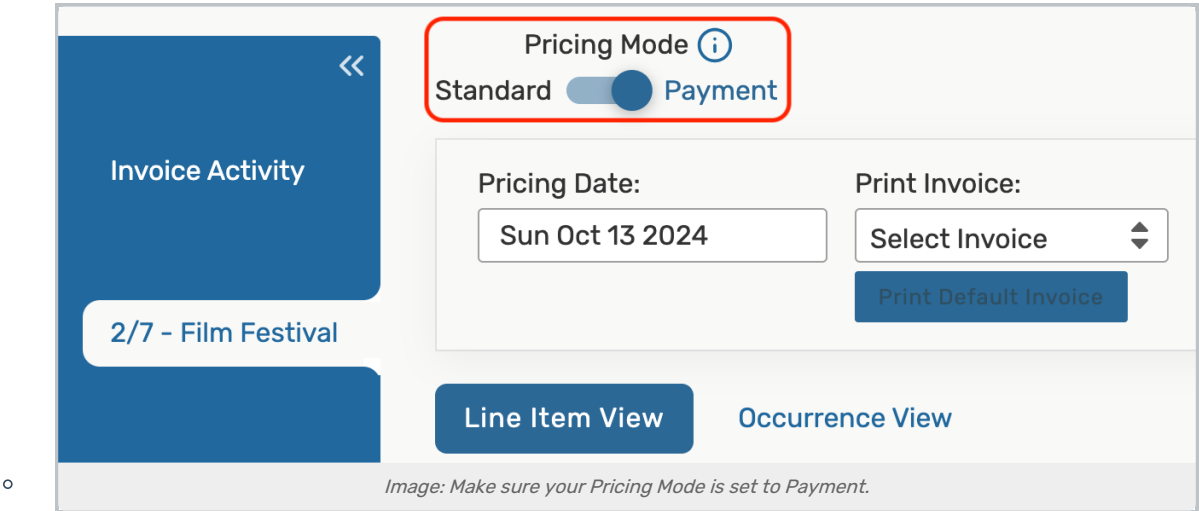 Pricing Mode
Standard Payment
Invoice Activity
Pricing Date: Print Invoice:
Sun Oct 13 2024 Select Invoice
Print Default Invoice
2/7 - Film Festival
Line Item View Occurrence View
Image: Make sure your Pricing Mode is set to Payment.